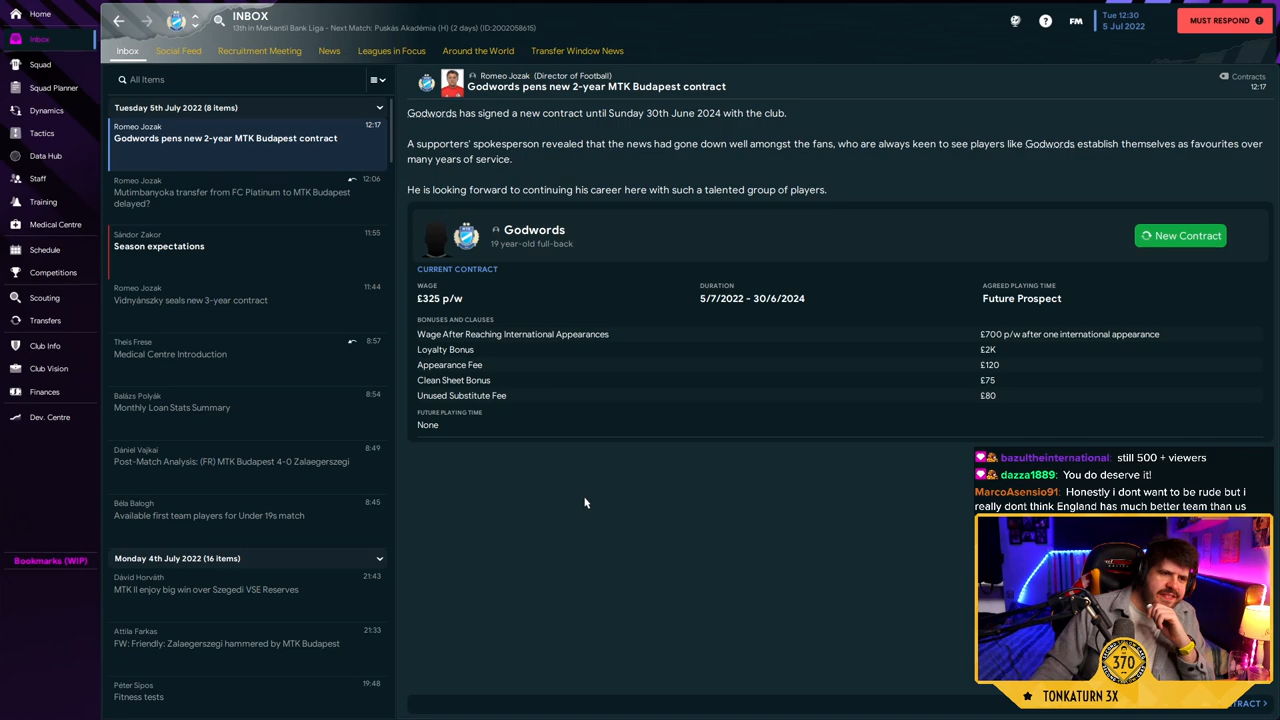 Home
Inbox
Squad
Squad Planner
Dynamics
Tactics
Data Hub
Staff
Training
Medical Centre
Schedule
Competitions
Scouting
Transfers
Club Info
Club Vision
Finances
Dev. Centre
Bookmarks (WIP)
INBOX
13th in Merkantil Bank Liga - Next Match: Puskás Akadémia (H) (2 days) (ID:2002058615)
FM
Tue 12:30
5 Jul 2022
MUST RESPOND
Inbox
Social Feed
Recruitment Meeting
News
Leagues in Focus
Around the World
Transfer Window News
All Items
Tuesday 5th July 2022 (8 items)
Romeo Jozak
12:17
Godwords pens new 2-year MTK Budapest contract
Romeo Jozak
12:06
Mutimbanyoka transfer from FC Platinum to MTK Budapest
delayed?
Sándor Zakor
11:55
Season expectations
Romeo Jozak
11:44
Vidnyánszky seals new 3-year contract
Theis Frese
8:57
Medical Centre Introduction
Balázs Polyák
8:54
Monthly Loan Stats Summary
Dániel Vajkai
8:49
Post-Match Analysis: (FR) MTK Budapest 4-0 Zalaegerszegi
Béla Balogh
8:45
Available first team players for Under 19s match
Monday 4th July 2022 (16 items)
Dávid Horváth
21:43
MTK II enjoy big win over Szegedi VSE Reserves
Attila Farkas
21:33
FW: Friendly: Zalaegerszegi hammered by MTK Budapest
Péter Sipos
19:48
Fitness tests
Romeo Jozak (Director of Football)
Godwords pens new 2-year MTK Budapest contract
Contracts
12:17
Godwords has signed a new contract until Sunday 30th June 2024 with the club.
A supporters' spokesperson revealed that the news had gone down well amongst the fans, who are always keen to see players like Godwords establish themselves as favourites over
many years of service.
He is looking forward to continuing his career here with such a talented group of players.
Godwords
19 year-old full-back
New Contract
CURRENT CONTRACT
WAGE
DURATION
AGREED PLAYING TIME
£325 p/w
5/7/2022 - 30/6/2024
Future Prospect
BONUSES AND CLAUSES
Wage After Reaching International Appearances
£700 p/w after one international appearance
Loyalty Bonus
£2K
Appearance Fee
£120
Clean Sheet Bonus
£75
Unused Substitute Fee
£80
FUTURE PLAYING TIME
None
bazultheinternational: still 500 + viewers
dazza1889: You do deserve it!
MarcoAsensio91: Honestly i dont want to be rude but i
really dont think England has much better team than us
370
TONKATURN 3X